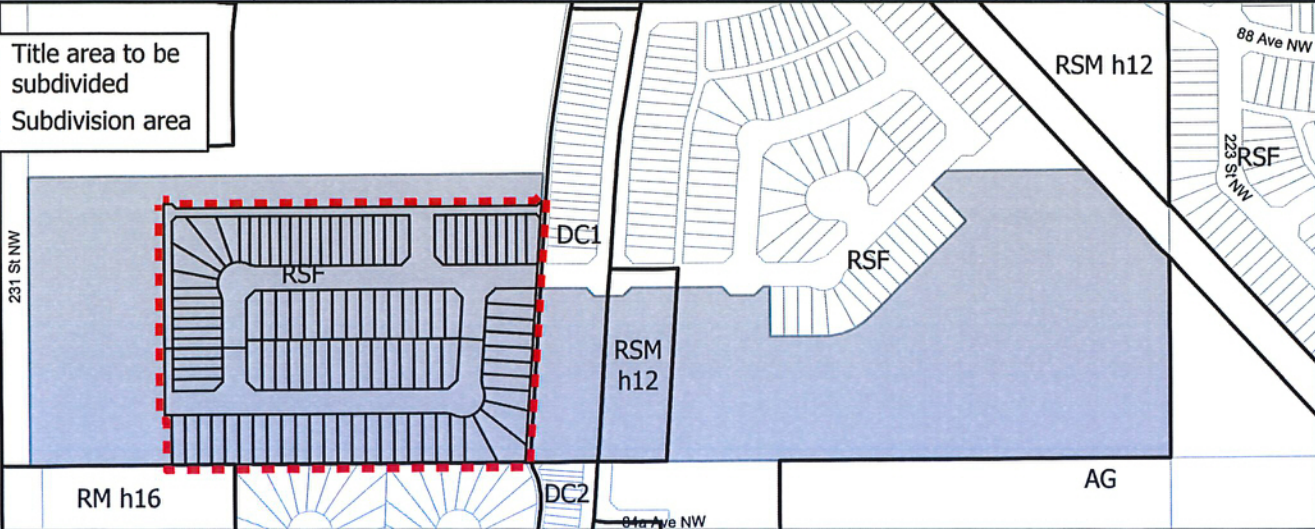 Title area to be
subdivided
Subdivision area
88 Ave NW
RSM h12
223 St NW
RSF
231 St NW
DC1
RSF
RSF
RSM
h12
RM h16
DC2
AG
84a Ave NW